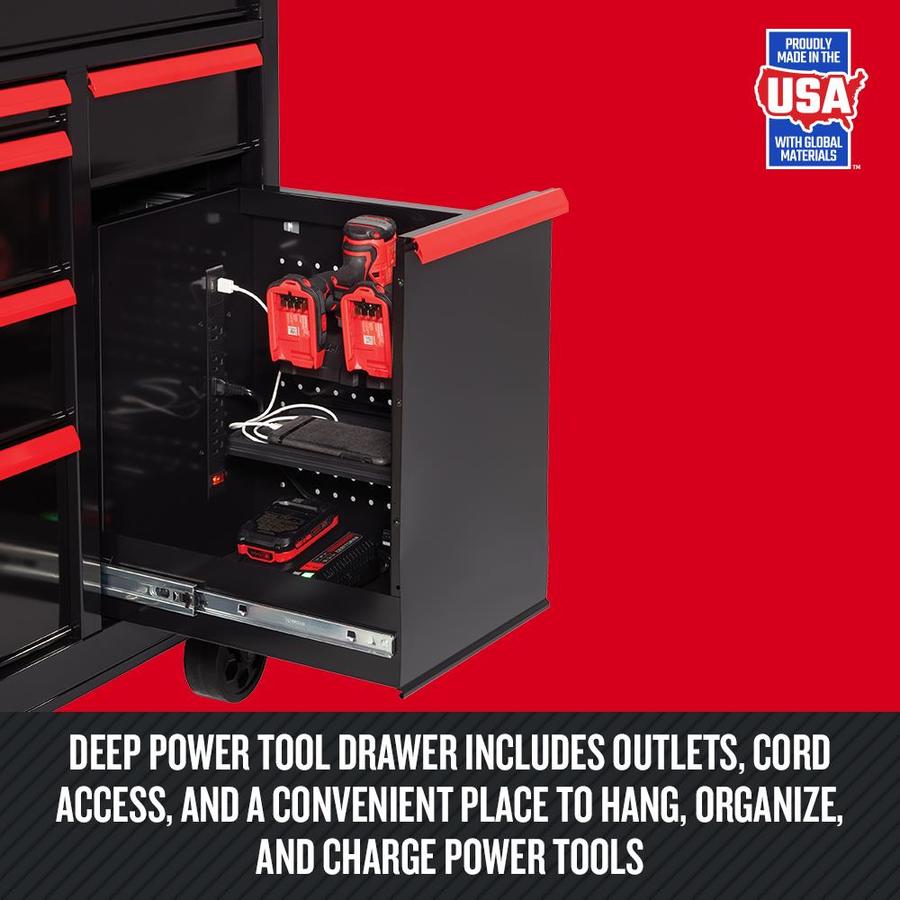 PROUDLY
MADE IN THE
USA
WITH GLOBAL
MATERIALS
™
DEEP POWER TOOL DRAWER INCLUDES OUTLETS, CORD
ACCESS, AND A CONVENIENT PLACE TO HANG, ORGANIZE,
AND CHARGE POWER TOOLS